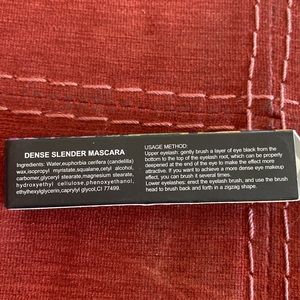 DENSE SLENDER MASCARA
Ingredients: Water,euphorbia cerifera (candelilla)
wax,isopropyl myristate,squalane,cetyl alcohol,
carbomer,glyceryl stearate,magnesium stearate,
hydroxyethyl cellulose,phenoxyethanol,
ethylhexylglycerin,caprylyl glycol,CI 77499.
USAGE METHOD:
Upper eyelash: gently brush a layer of eye black from the
bottom to the top of the eyelash root, which can be properly
deepened at the end of the eye to make the effect more
attractive. If you want to achieve a more dense eye makeup
effect, you can brush it several times.
Lower eyelashes: erect the eyelash brush, and use the brush
head to brush back and forth in a zigzag shape.